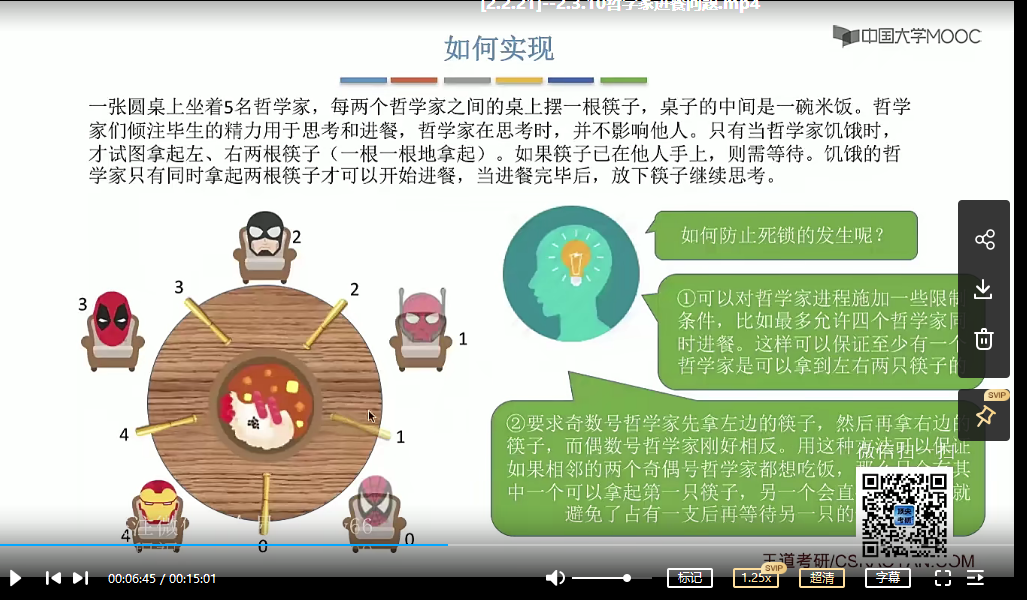 [2.2.21]--2.3.10哲学家进餐问题.mp4
中国大学MOOC
如何实现
一张圆桌上坐着5名哲学家，每两个哲学家之间的桌上摆一根筷子，桌子的中间是一碗米饭。哲学
家们倾注毕生的精力用于思考和进餐，哲学家在思考时，并不影响他人。只有当哲学家饥饿时，
才试图拿起左、右两根筷子（一根一根地拿起）。如果筷子已在他人手上，则需等待。饥饿的哲
学家只有同时拿起两根筷子才可以开始进餐，当进餐完毕后，放下筷子继续思考。
2
3
2
3
1
4
1
4
0
0
如何防止死锁的发生呢？
①可以对哲学家进程施加一些限制
条件，比如最多允许四个哲学家同
时进餐。这样可以保证至少有一个
哲学家是可以拿到左右两只筷子的
②要求奇数号哲学家先拿左边的筷子，然后再拿右边的
筷子，而偶数号哲学家刚好相反。用这种方法可以保证
如果相邻的两个奇偶号哲学家都想吃饭，
中一个可以拿起第一只筷子，另一个会直 就
避免了占有一支后再等待另一只的
微信扫一扫
顶尖
考研
王道考研/CSKAOYAN.COM
SVIP
00:06:45 / 00:15:01
标记
1.25x
SVIP
超清
字幕